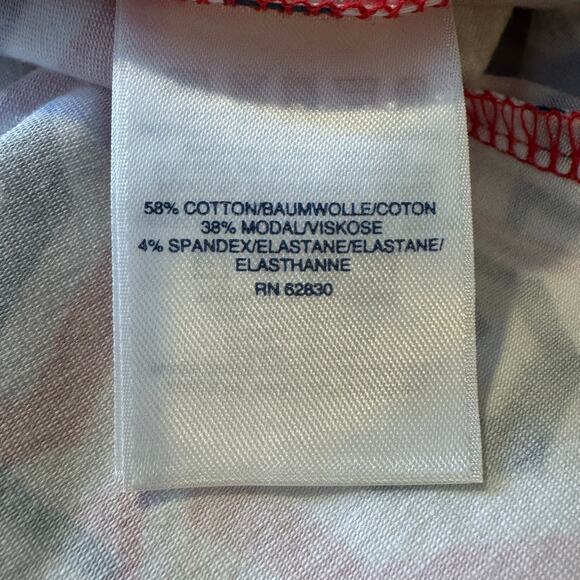 58% COTTON/BAUMWOLLE/COTON
38% MODAL/VISKOSE
4% SPANDEX/ELASTANE/ELASTANE/
ELASTHANNE
RN 62830